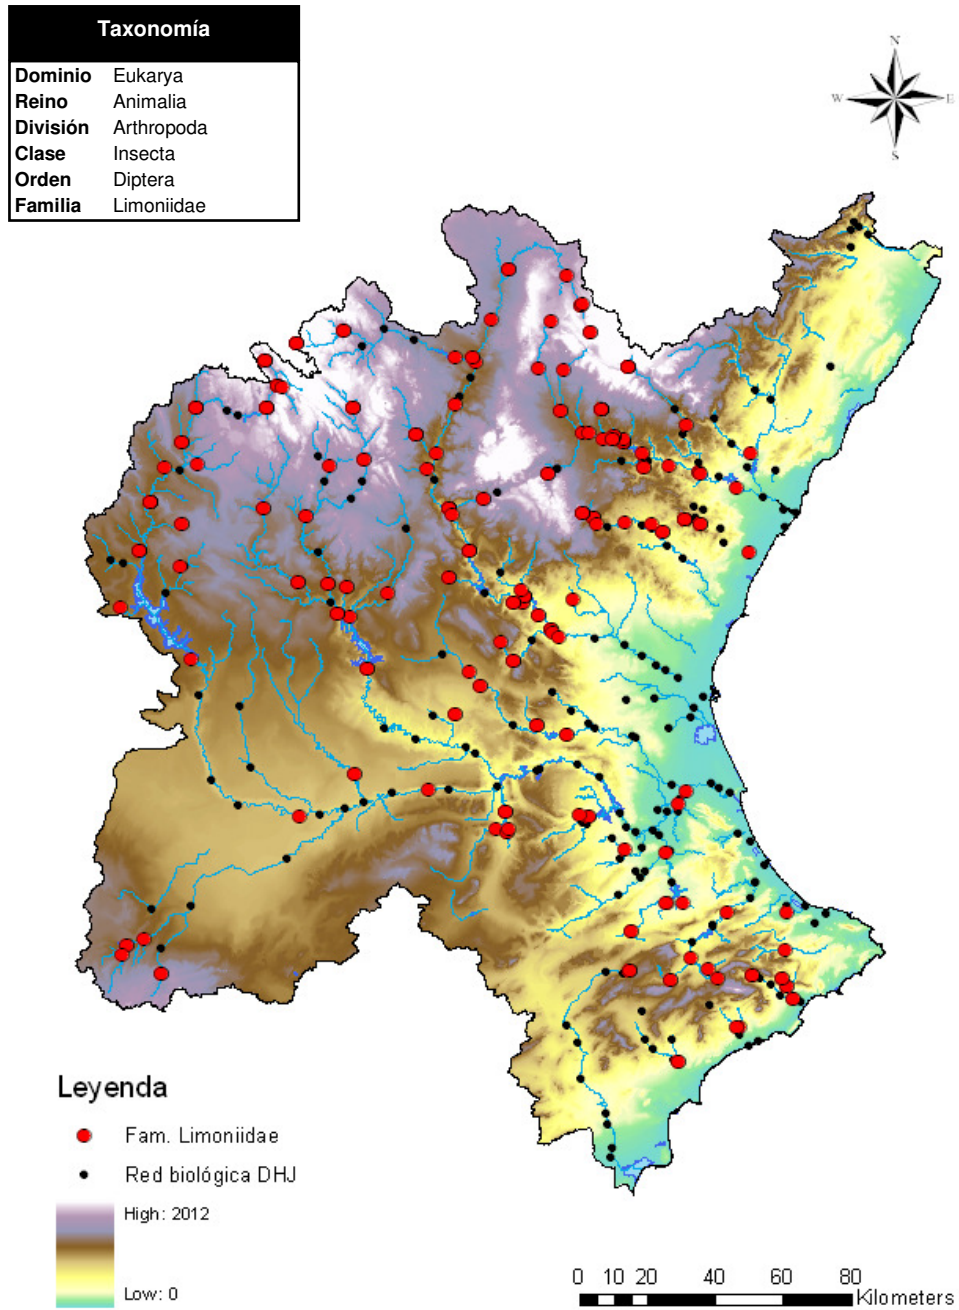 Taxonomía
Dominio Eukarya
Reino Animalia
División Arthropoda
Clase Insecta
Orden Diptera
Familia Limoniidae
N
W E
S
Leyenda
Fam. Limoniidae
Red biológica DHJ
High: 2012
Low: 0
0 10 20 40 60 80
Kilometers